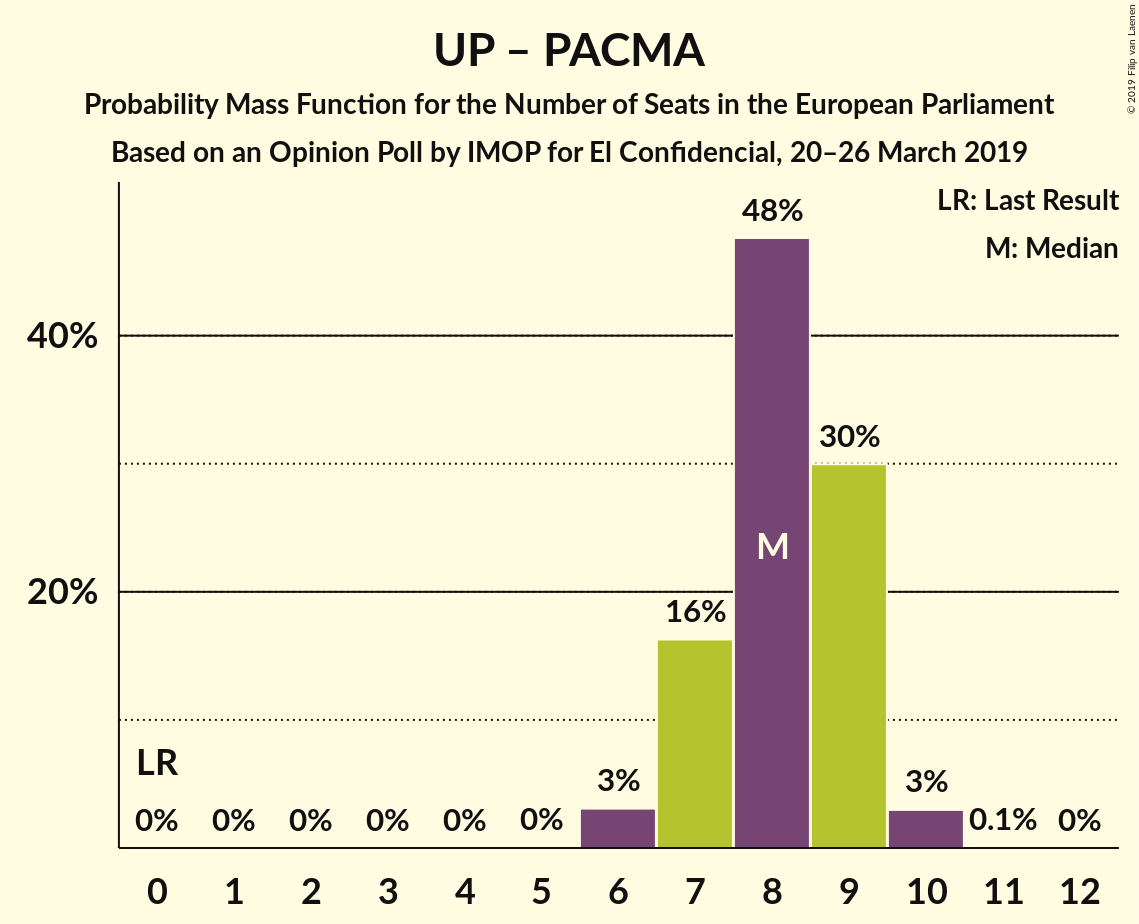 UP – PACMA
Probability Mass Function for the Number of Seats in the European Parliament
Based on an Opinion Poll by IMOP for El Confidencial, 20–26 March 2019
© 2019 Filip van Laenen
LR: Last Result
M: Median
48%
40%
30%
M
20%
16%
LR
0% 0% 0% 0% 0% 0% 3% 3% 0.1% 0%
0 1 2 3 4 5 6 7 8 9 10 11 12